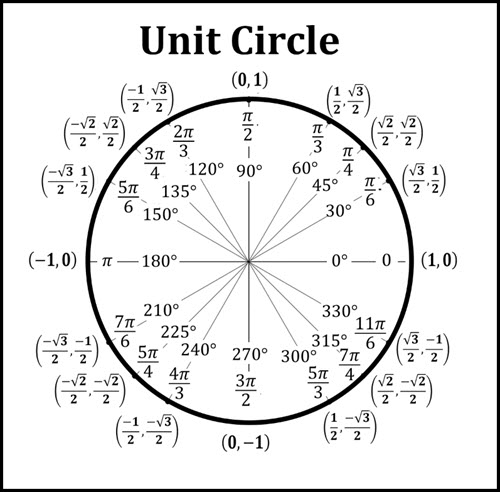 Unit Circle
(0, 1)
(-1/2, √3/2)
(1/2, √3/2)
(-√2/2, √2/2)
(√2/2, √2/2)
(-√3/2, 1/2)
(√3/2, 1/2)
π/2
2π/3
π/3
3π/4
π/4
5π/6
π/6
120° 90° 60°
135° 45°
150° 30°
(-1, 0) π 180° 0° 0 (1, 0)
210° 330°
225° 315°
240° 270° 300°
7π/6
11π/6
5π/4
7π/4
4π/3
3π/2
5π/3
(-√3/2, -1/2)
(√3/2, -1/2)
(-√2/2, -√2/2)
(√2/2, -√2/2)
(-1/2, -√3/2)
(1/2, -√3/2)
(0, -1)